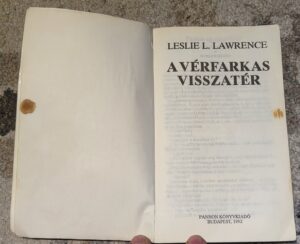 LESLIE L. LAWRENCE
A VÉRFARKAS
VISSZATÉR
PANNON KÖNYVKIADÓ
BUDAPEST, 1992